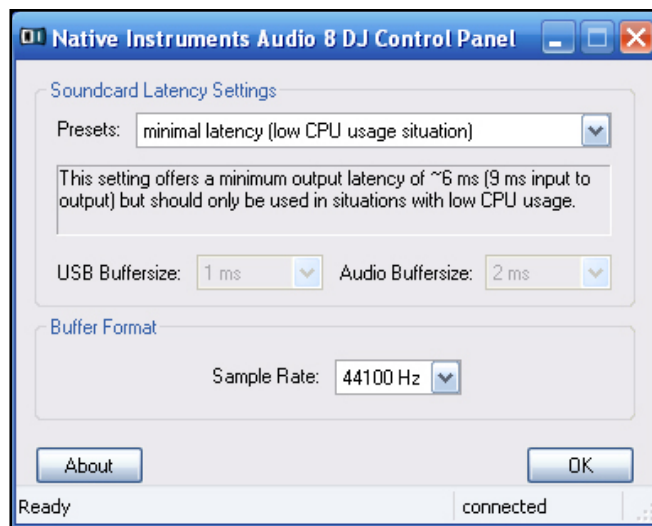 Native Instruments Audio 8 DJ Control Panel
Soundcard Latency Settings
Presets: minimal latency (low CPU usage situation)
This setting offers a minimum output latency of ~6 ms (9 ms input to
output) but should only be used in situations with low CPU usage.
USB Buffersize: 1 ms Audio Buffersize: 2 ms
Buffer Format
Sample Rate: 44100 Hz
About OK
Ready connected